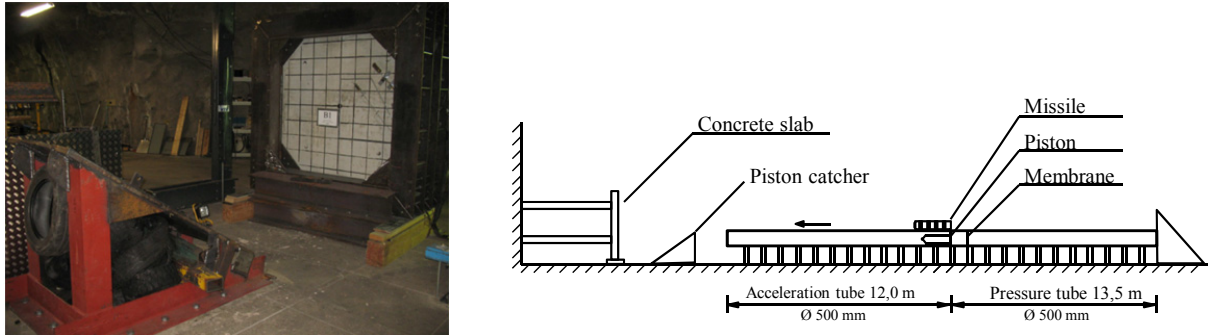 Missile
Concrete slab
Piston
Piston catcher
Membrane
Acceleration tube 12,0 m
Pressure tube 13,5 m
Ø 500 mm
Ø 500 mm